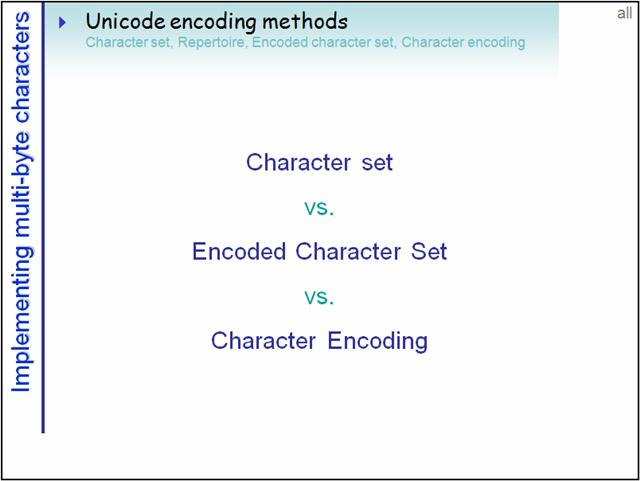 Implementing multi-byte characters
Unicode encoding methods
Character set, Repertoire, Encoded character set, Character encoding
all
Character set
vs.
Encoded Character Set
vs.
Character Encoding